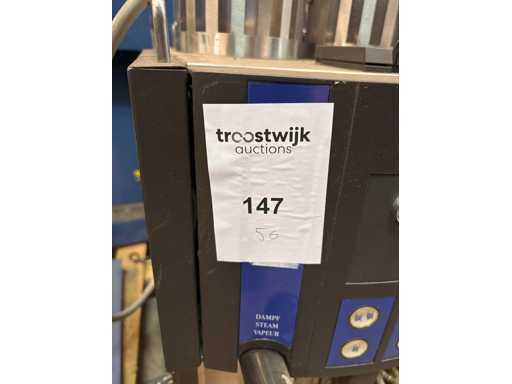 troostwijk
auctions
147
56
DAMPF
STEAM
VAPEUR